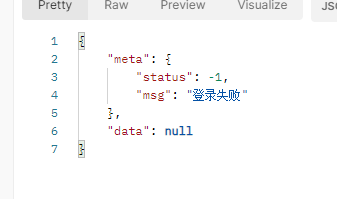 Pretty Raw Preview Visualize JS
1 {
2 "meta": {
3 "status": -1,
4 "msg": "登录失败"
5 },
6 "data": null
7 }